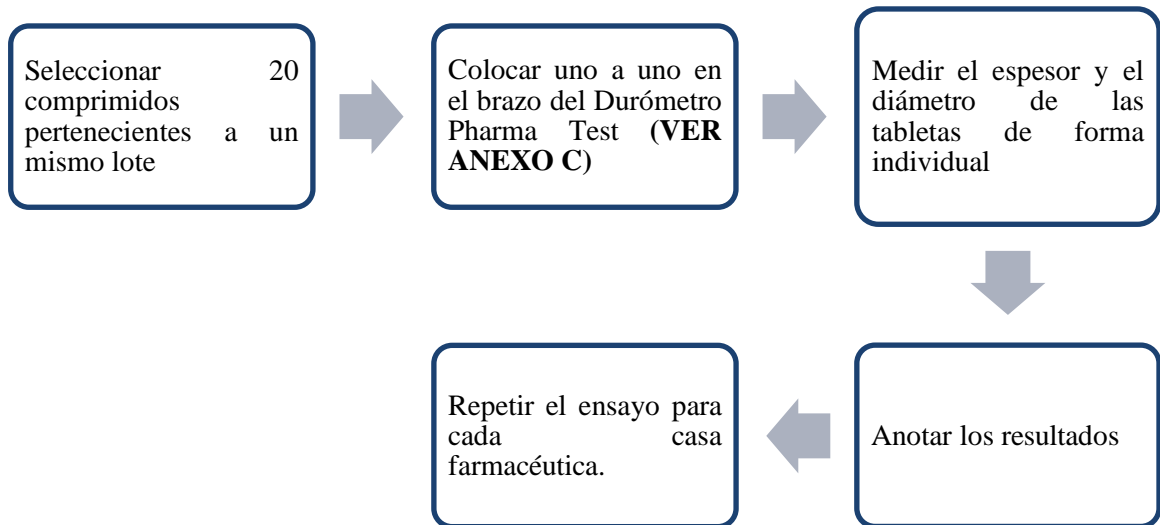 Seleccionar 20
comprimidos
pertenecientes a un
mismo lote
Colocar uno a uno en
el brazo del Durómetro
Pharma Test (VER
ANEXO C)
Medir el espesor y el
diámetro de las
tabletas de forma
individual
Anotar los resultados
Repetir el ensayo para
cada casa
farmacéutica.